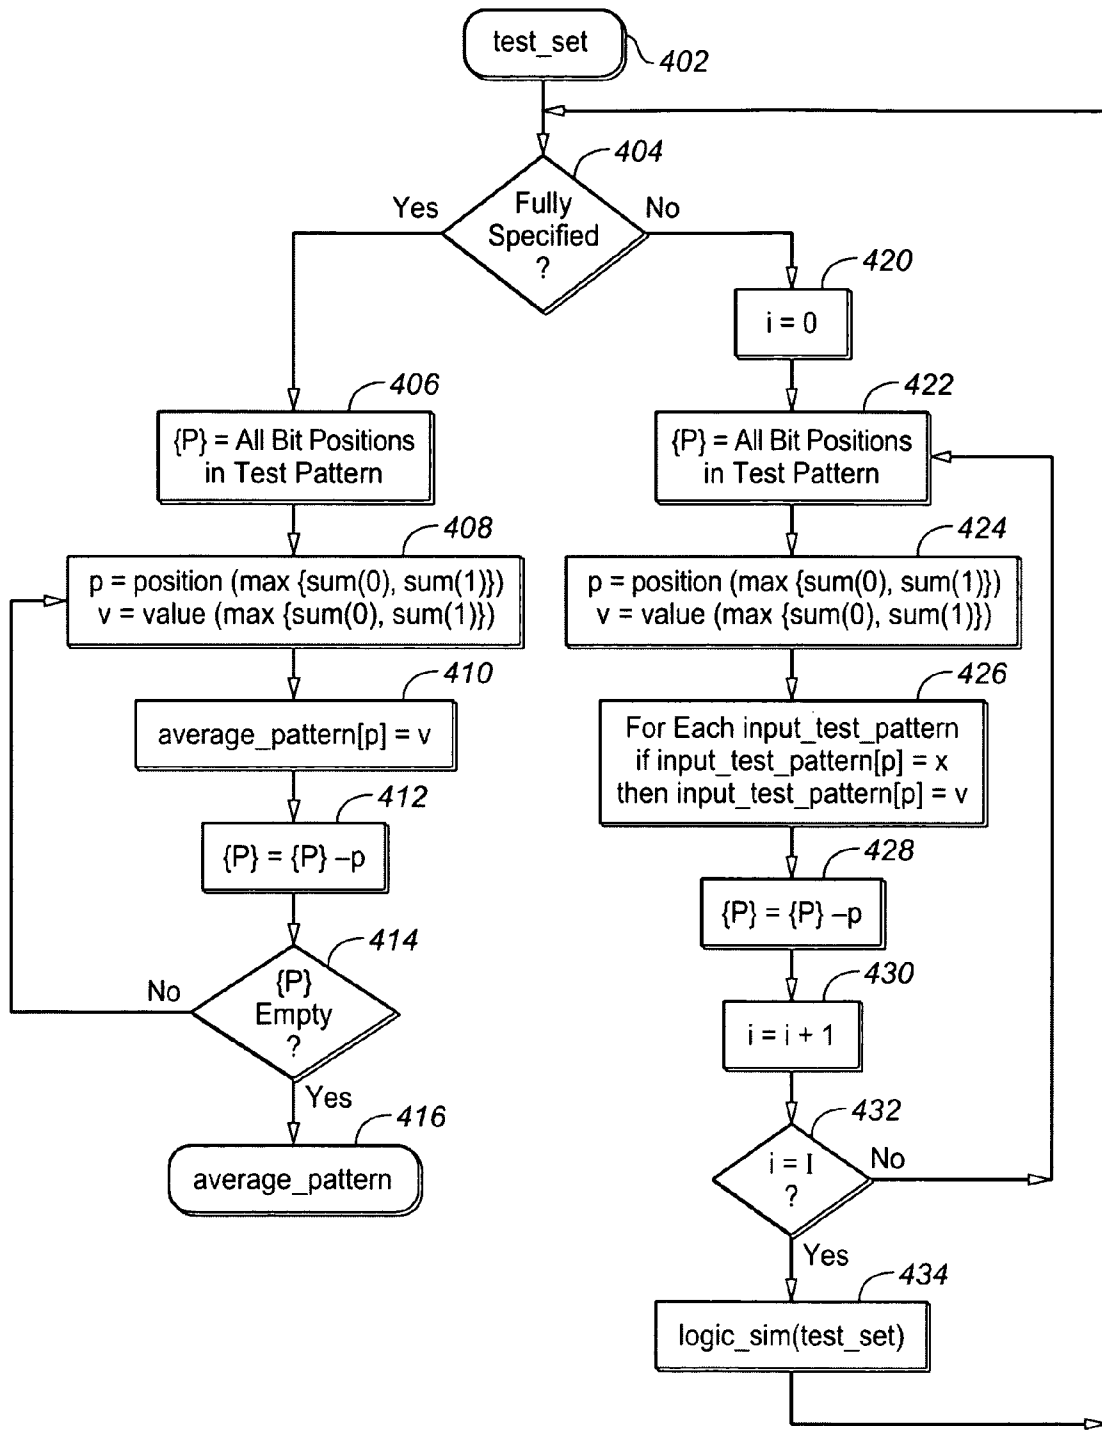 test_set
402
404
Yes
Fully
Specified
?
No
420
i = 0
406
{P} = All Bit Positions
in Test Pattern
422
{P} = All Bit Positions
in Test Pattern
408
p = position (max {sum(0), sum(1)})
v = value (max {sum(0), sum(1)})
424
p = position (max {sum(0), sum(1)})
v = value (max {sum(0), sum(1)})
410
average_pattern[p] = v
426
For Each input_test_pattern
if input_test_pattern[p] = x
then input_test_pattern[p] = v
412
{P} = {P} –p
428
{P} = {P} –p
414
{P}
Empty
?
No
Yes
430
i = i + 1
416
average_pattern
432
i = I
?
No
Yes
434
logic_sim(test_set)